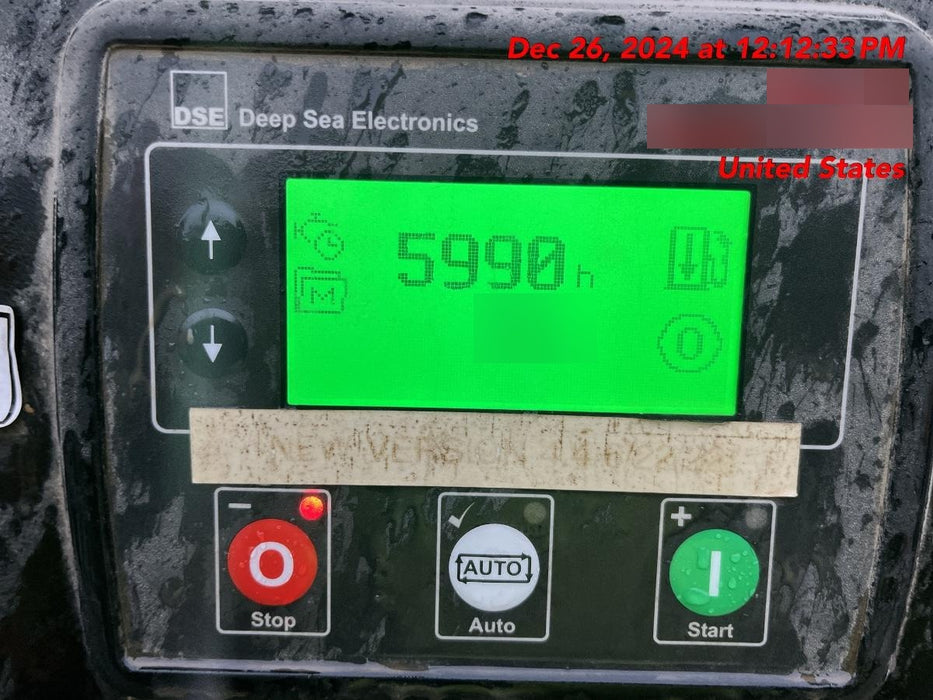 Dec 26, 2024 at 12:12:33 PM
United States
DSE Deep Sea Electronics
5990 h
M
0
NEW VERSION
− ✓ +
O AUTO I
Stop Auto Start